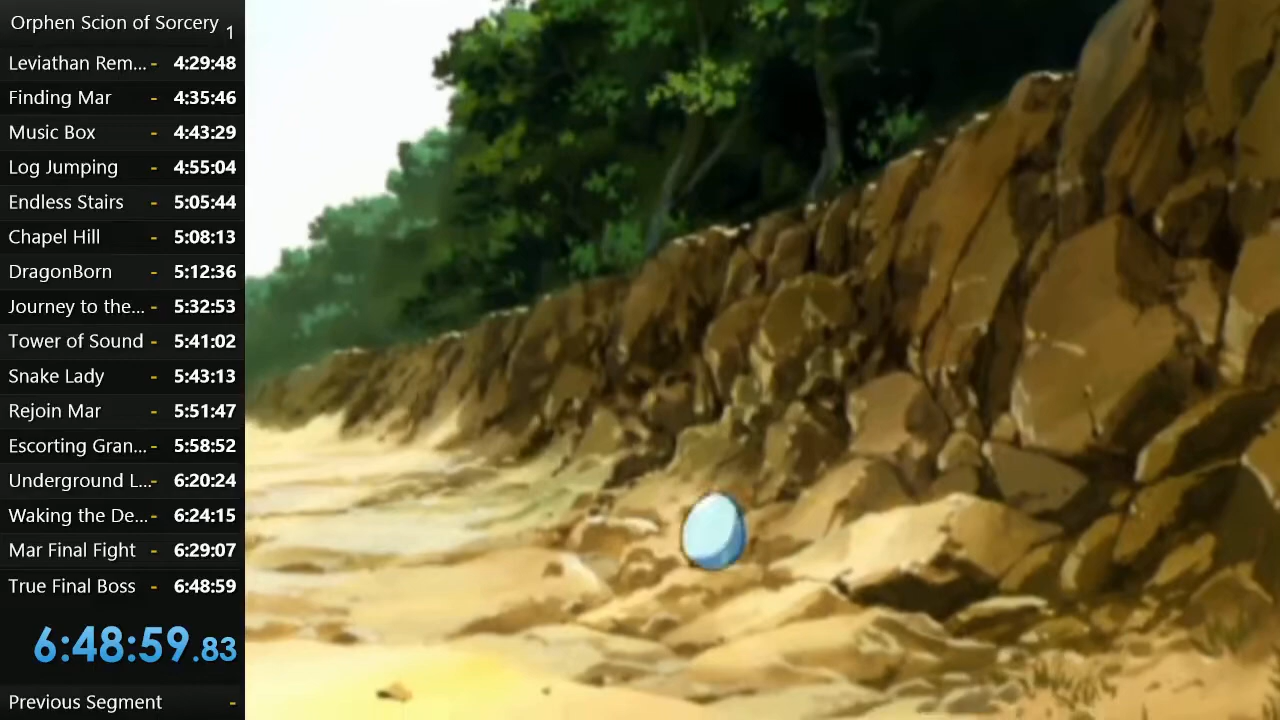 Orphen Scion of Sorcery 1
Leviathan Rem... - 4:29:48
Finding Mar - 4:35:46
Music Box - 4:43:29
Log Jumping - 4:55:04
Endless Stairs - 5:05:44
Chapel Hill - 5:08:13
DragonBorn - 5:12:36
Journey to the... - 5:32:53
Tower of Sound - 5:41:02
Snake Lady - 5:43:13
Rejoin Mar - 5:51:47
Escorting Gran... - 5:58:52
Underground L... - 6:20:24
Waking the De... - 6:24:15
Mar Final Fight - 6:29:07
True Final Boss - 6:48:59
6:48:59.83
Previous Segment -